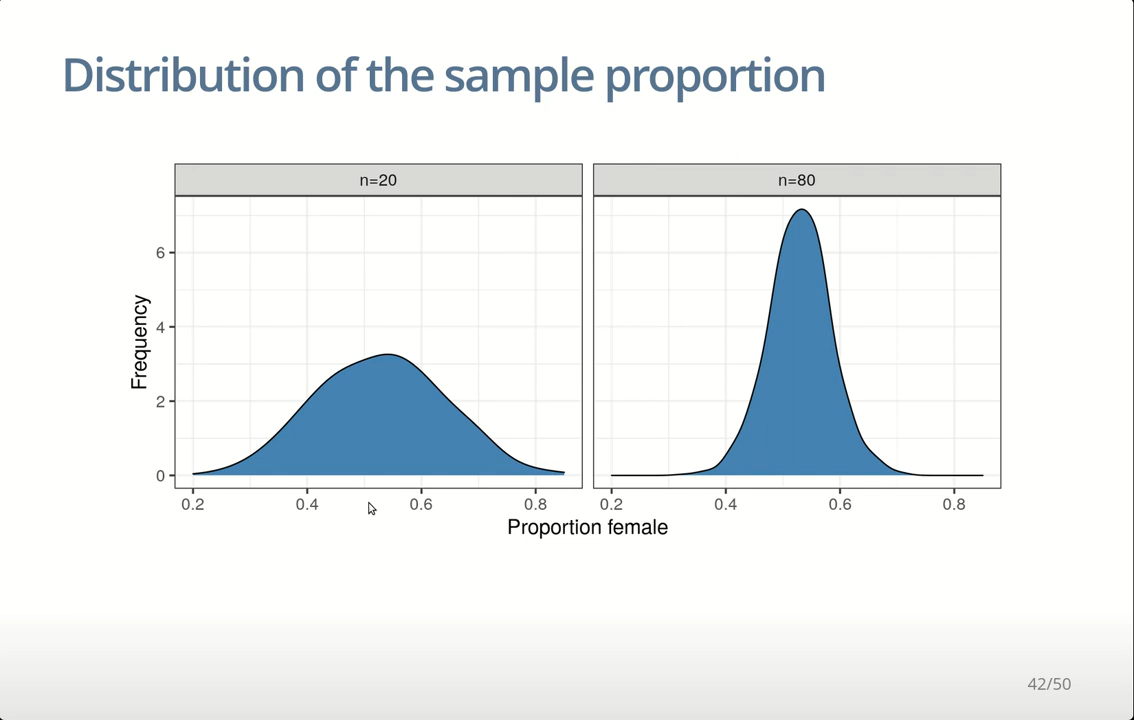 Distribution of the sample proportion
n=20
n=80
Frequency
6
4
2
0
0.2 0.4 0.6 0.8
0.2 0.4 0.6 0.8
Proportion female
42/50